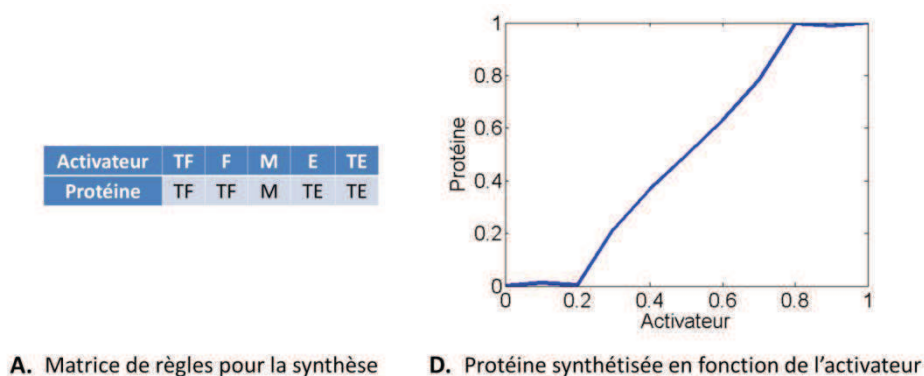 Activateur TF F M E TE
Protéine TF TF M TE TE
A. Matrice de règles pour la synthèse
Protéine
1
0.8
0.6
0.4
0.2
0
0 0.2 0.4 0.6 0.8 1
Activateur
D. Protéine synthétisée en fonction de l'activateur